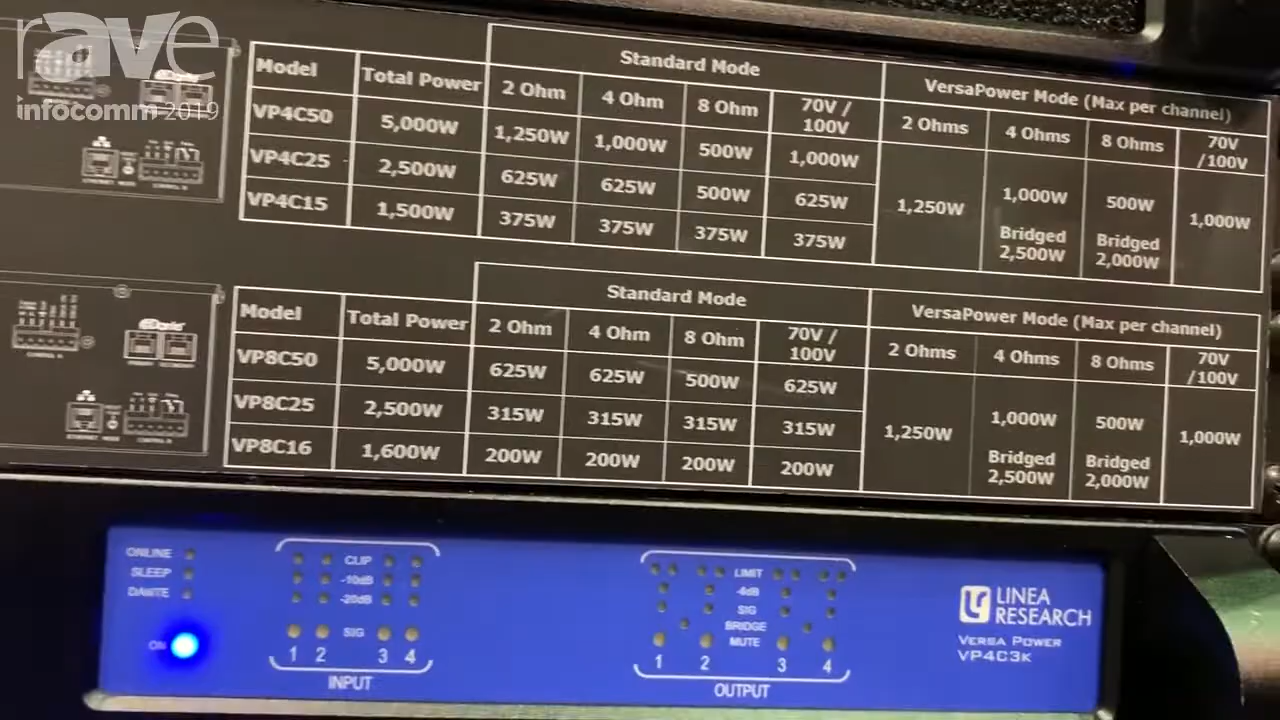 rave
infocomm 2019
Model Total Power Standard Mode VersaPower Mode (Max per channel)
2 Ohm 4 Ohm 8 Ohm 70V / 100V 2 Ohms 4 Ohms 8 Ohms 70V /100V
VP4C50 5,000W 1,250W 1,000W 500W 1,000W
VP4C25 2,500W 625W 625W 500W 625W
VP4C15 1,500W 375W 375W 375W 375W
1,250W 1,000W 500W 1,000W
Bridged 2,500W Bridged 2,000W
Dante
Model Total Power Standard Mode VersaPower Mode (Max per channel)
2 Ohm 4 Ohm 8 Ohm 70V / 100V 2 Ohms 4 Ohms 8 Ohms 70V /100V
VP8C50 5,000W 625W 625W 500W 625W
VP8C25 2,500W 315W 315W 315W 315W
VP8C16 1,600W 200W 200W 200W 200W
1,250W 1,000W 500W 1,000W
Bridged 2,500W Bridged 2,000W
ONLINE
SLEEP
DANTE
ON
CLIP
-10dB
-20dB
SIG
1 2 3 4
INPUT
LIMIT
-4dB
SIG
BRIDGE
MUTE
1 2 3 4
OUTPUT
LINEA
RESEARCH
VERSA POWER
VP4C3K